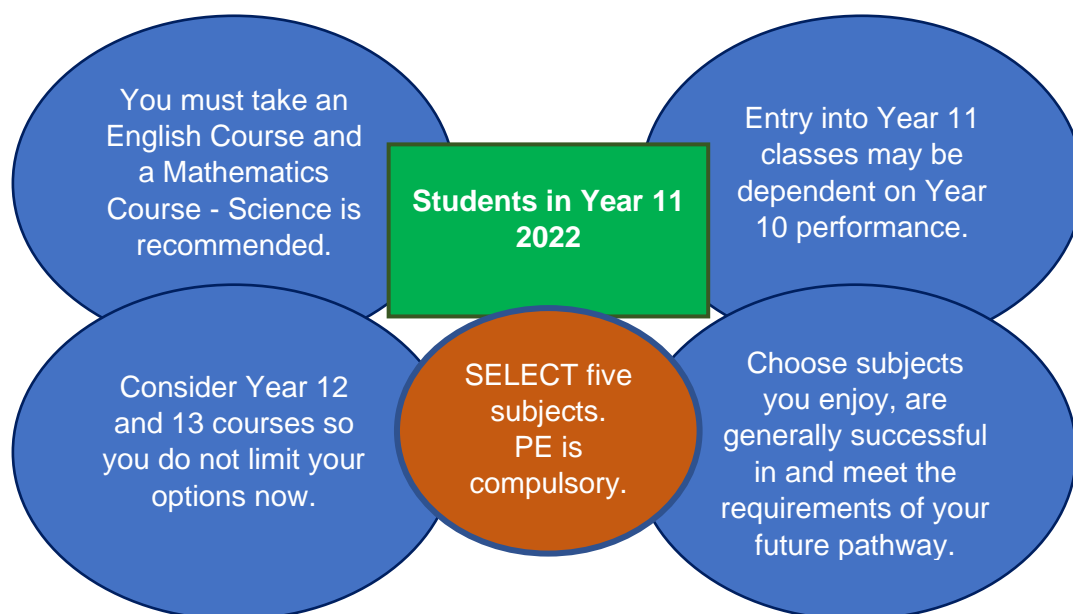 You must take an
English Course and
a Mathematics
Course - Science is
recommended.
Students in Year 11
2022
Entry into Year 11
classes may be
dependent on Year
10 performance.
Consider Year 12
and 13 courses so
you do not limit your
options now.
SELECT five
subjects.
PE is
compulsory.
Choose subjects
you enjoy, are
generally successful
in and meet the
requirements of your
future pathway.